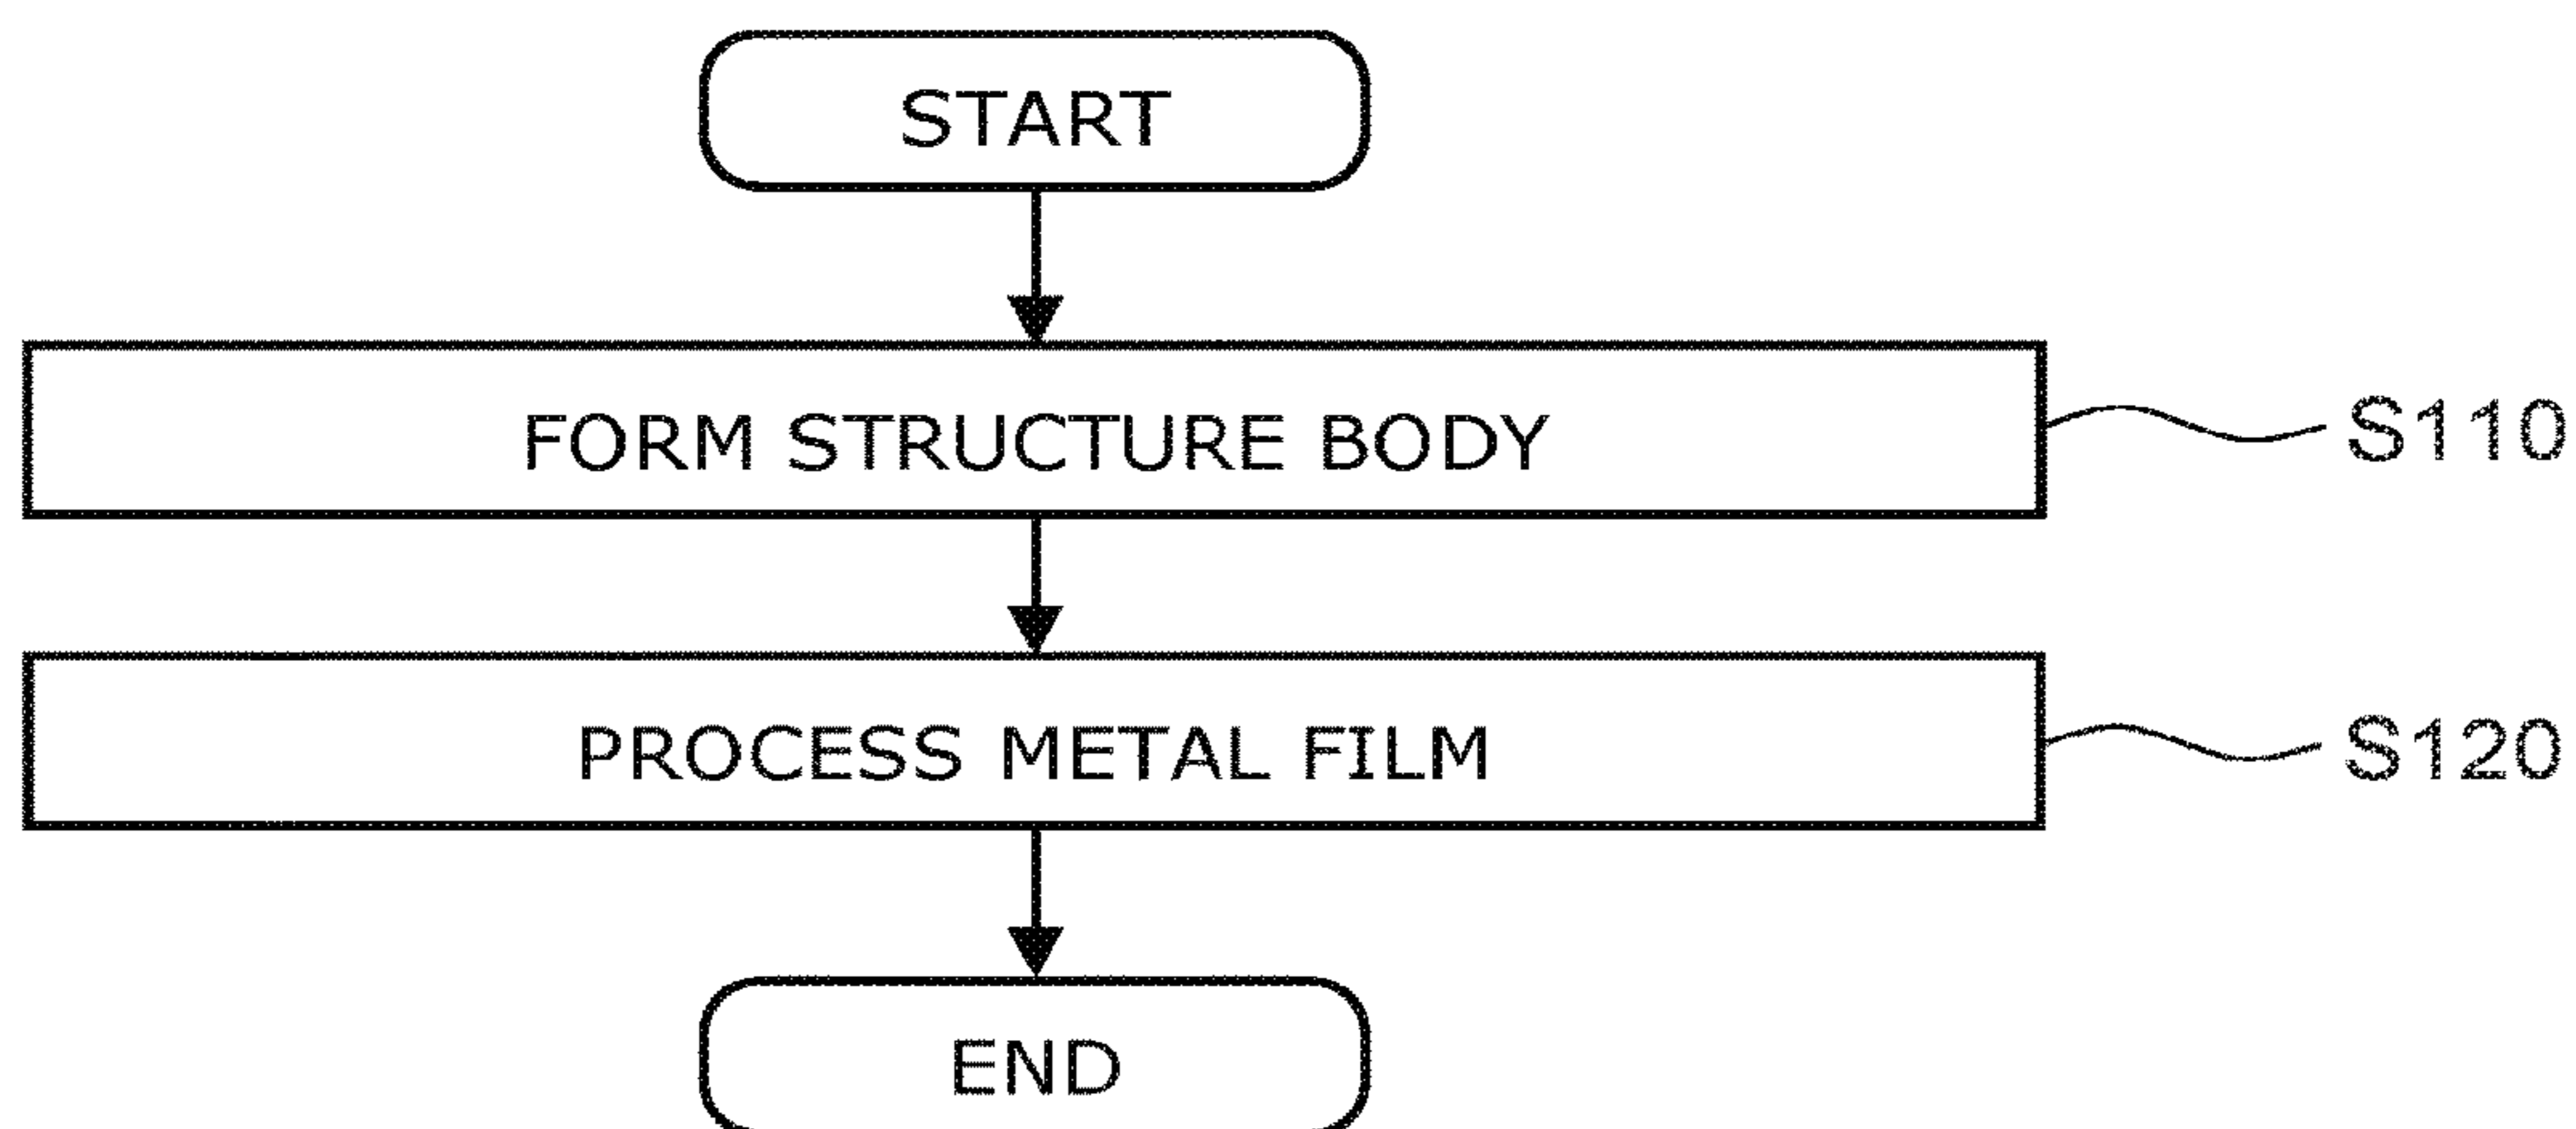 START
FORM STRUCTURE BODY
S110
PROCESS METAL FILM
S120
END